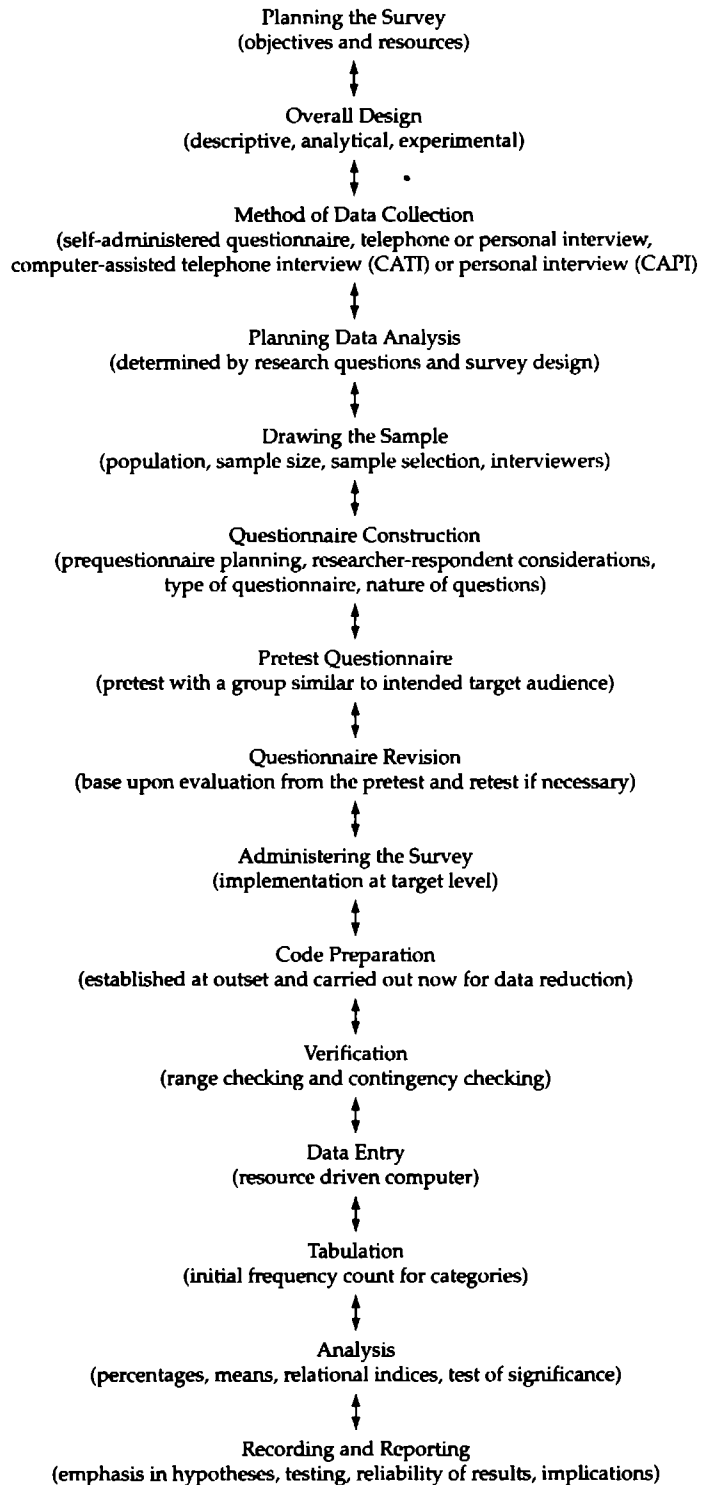 Planning the Survey
(objectives and resources)
Overall Design
(descriptive, analytical, experimental)
Method of Data Collection
(self-administered questionnaire, telephone or personal interview,
computer-assisted telephone interview (CATI) or personal interview (CAPI)
Planning Data Analysis
(determined by research questions and survey design)
Drawing the Sample
(population, sample size, sample selection, interviewers)
Questionnaire Construction
(prequestionnaire planning, researcher-respondent considerations,
type of questionnaire, nature of questions)
Pretest Questionnaire
(pretest with a group similar to intended target audience)
Questionnaire Revision
(base upon evaluation from the pretest and retest if necessary)
Administering the Survey
(implementation at target level)
Code Preparation
(established at outset and carried out now for data reduction)
Verification
(range checking and contingency checking)
Data Entry
(resource driven computer)
Tabulation
(initial frequency count for categories)
Analysis
(percentages, means, relational indices, test of significance)
Recording and Reporting
(emphasis in hypotheses, testing, reliability of results, implications)